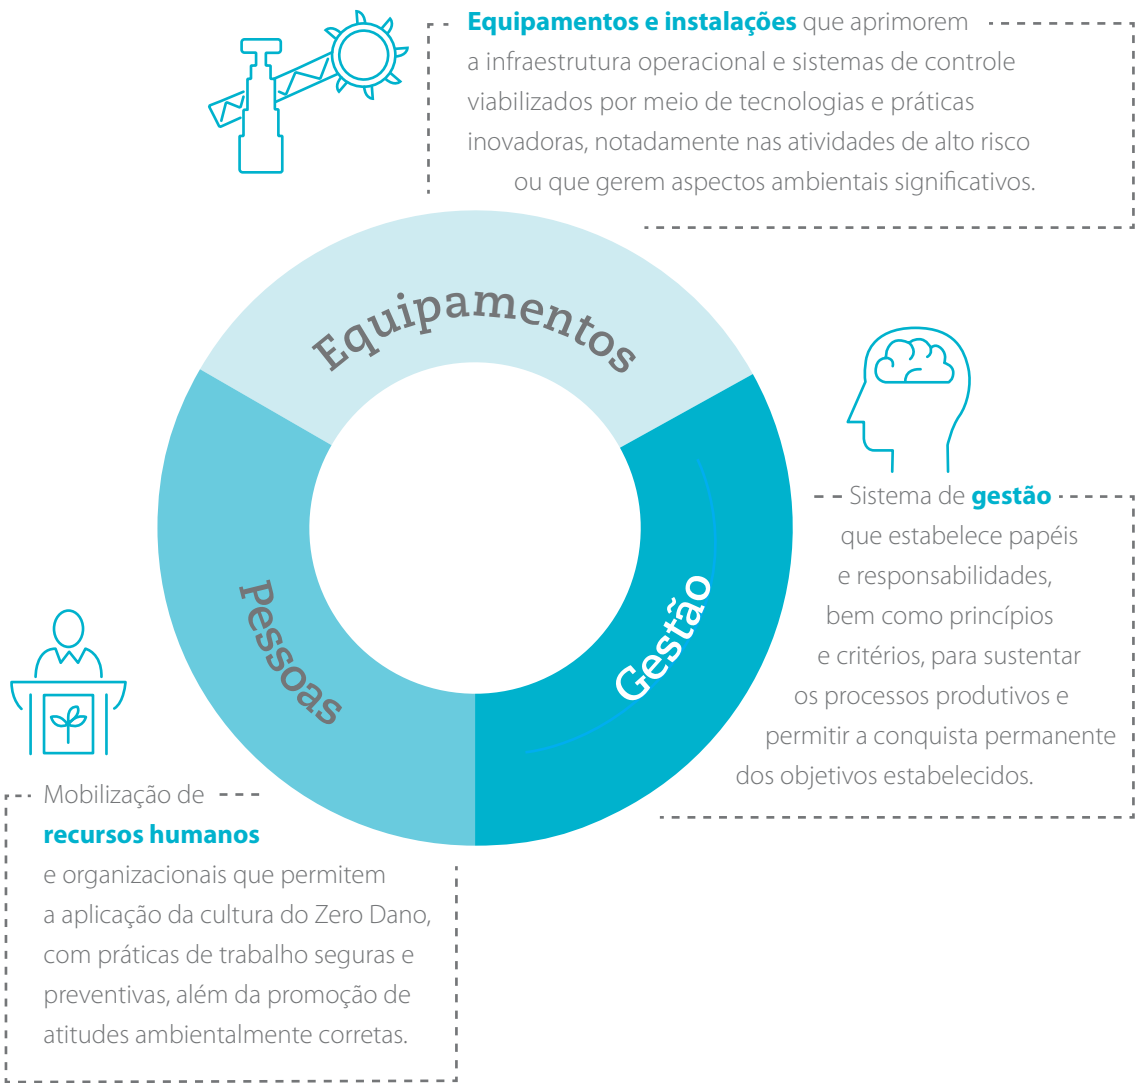 Equipamentos e instalações que aprimorem
a infraestrutura operacional e sistemas de controle
viabilizados por meio de tecnologias e práticas
inovadoras, notadamente nas atividades de alto risco
ou que gerem aspectos ambientais significativos.
Equipamentos
Sistema de gestão
que estabelece papéis
e responsabilidades,
bem como princípios
e critérios, para sustentar
os processos produtivos e
permitir a conquista permanente
dos objetivos estabelecidos.
Gestão
Pessoas
Mobilização de
recursos humanos
e organizacionais que permitem
a aplicação da cultura do Zero Dano,
com práticas de trabalho seguras e
preventivas, além da promoção de
atitudes ambientalmente corretas.